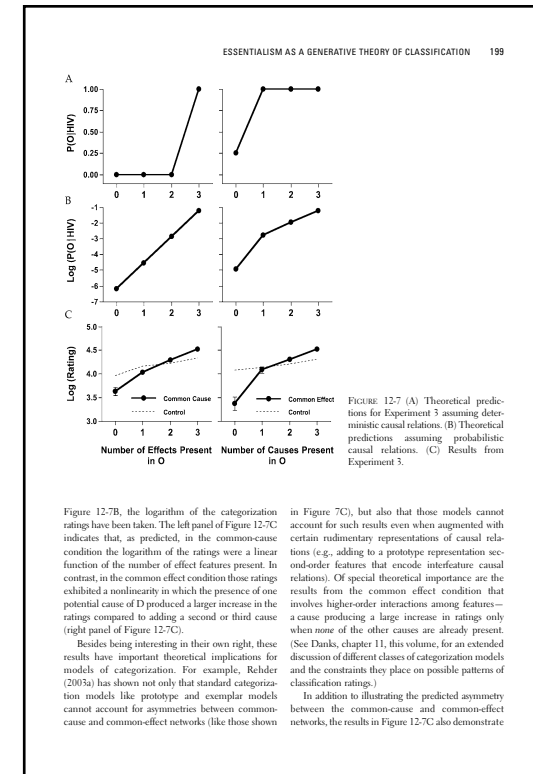 ESSENTIALISM AS A GENERATIVE THEORY OF CLASSIFICATION 199
A
P(O|HIV)
1.00
0.75
0.50
0.25
0.00
0 1 2 3
0 1 2 3
B
Log (P(O|HIV)
-1
-2
-3
-4
-5
-6
-7
0 1 2 3
0 1 2 3
C
Log (Rating)
5.0
4.5
4.0
3.5
3.0
Common Cause
Control
Common Effect
Control
0 1 2 3
0 1 2 3
Number of Effects Present
in O
Number of Causes Present
in O
FIGURE 12-7 (A) Theoretical predic-
tions for Experiment 3 assuming deter-
ministic causal relations. (B) Theoretical
predictions assuming probabilistic
causal relations. (C) Results from
Experiment 3.
Figure 12-7B, the logarithm of the categorization
ratings have been taken. The left panel of Figure 12-7C
indicates that, as predicted, in the common-cause
condition the logarithm of the ratings were a linear
function of the number of effect features present. In
contrast, in the common effect condition those ratings
exhibited a nonlinearity in which the presence of one
potential cause of D produced a larger increase in the
ratings compared to adding a second or third cause
(right panel of Figure 12-7C).
Besides being interesting in their own right, these
results have important theoretical implications for
models of categorization. For example, Rehder
(2003a) has shown not only that standard categoriza-
tion models like prototype and exemplar models
cannot account for asymmetries between common-
cause and common-effect networks (like those shown
in Figure 7C), but also that those models cannot
account for such results even when augmented with
certain rudimentary representations of causal rela-
tions (e.g., adding to a prototype representation sec-
ond-order features that encode interfeature causal
relations). Of special theoretical importance are the
results from the common effect condition that
involves higher-order interactions among features—
a cause producing a large increase in ratings only
when none of the other causes are already present.
(See Danks, chapter 11, this volume, for an extended
discussion of different classes of categorization models
and the constraints they place on possible patterns of
classification ratings.)
In addition to illustrating the predicted asymmetry
between the common-cause and common-effect
networks, the results in Figure 12-7C also demonstrate